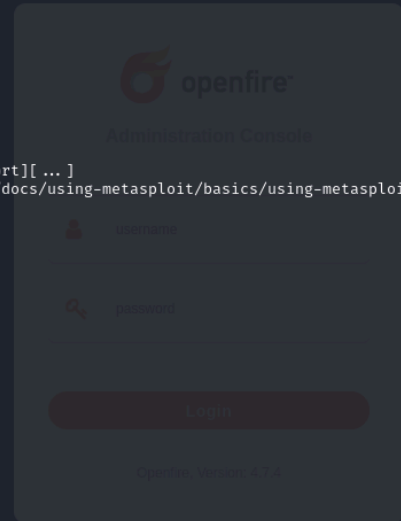 openfire
Administration Console
rt][...]
/docs/using-metasploit/basics/using-metasploi
username
password
Login
Openfire, Version: 4.7.4